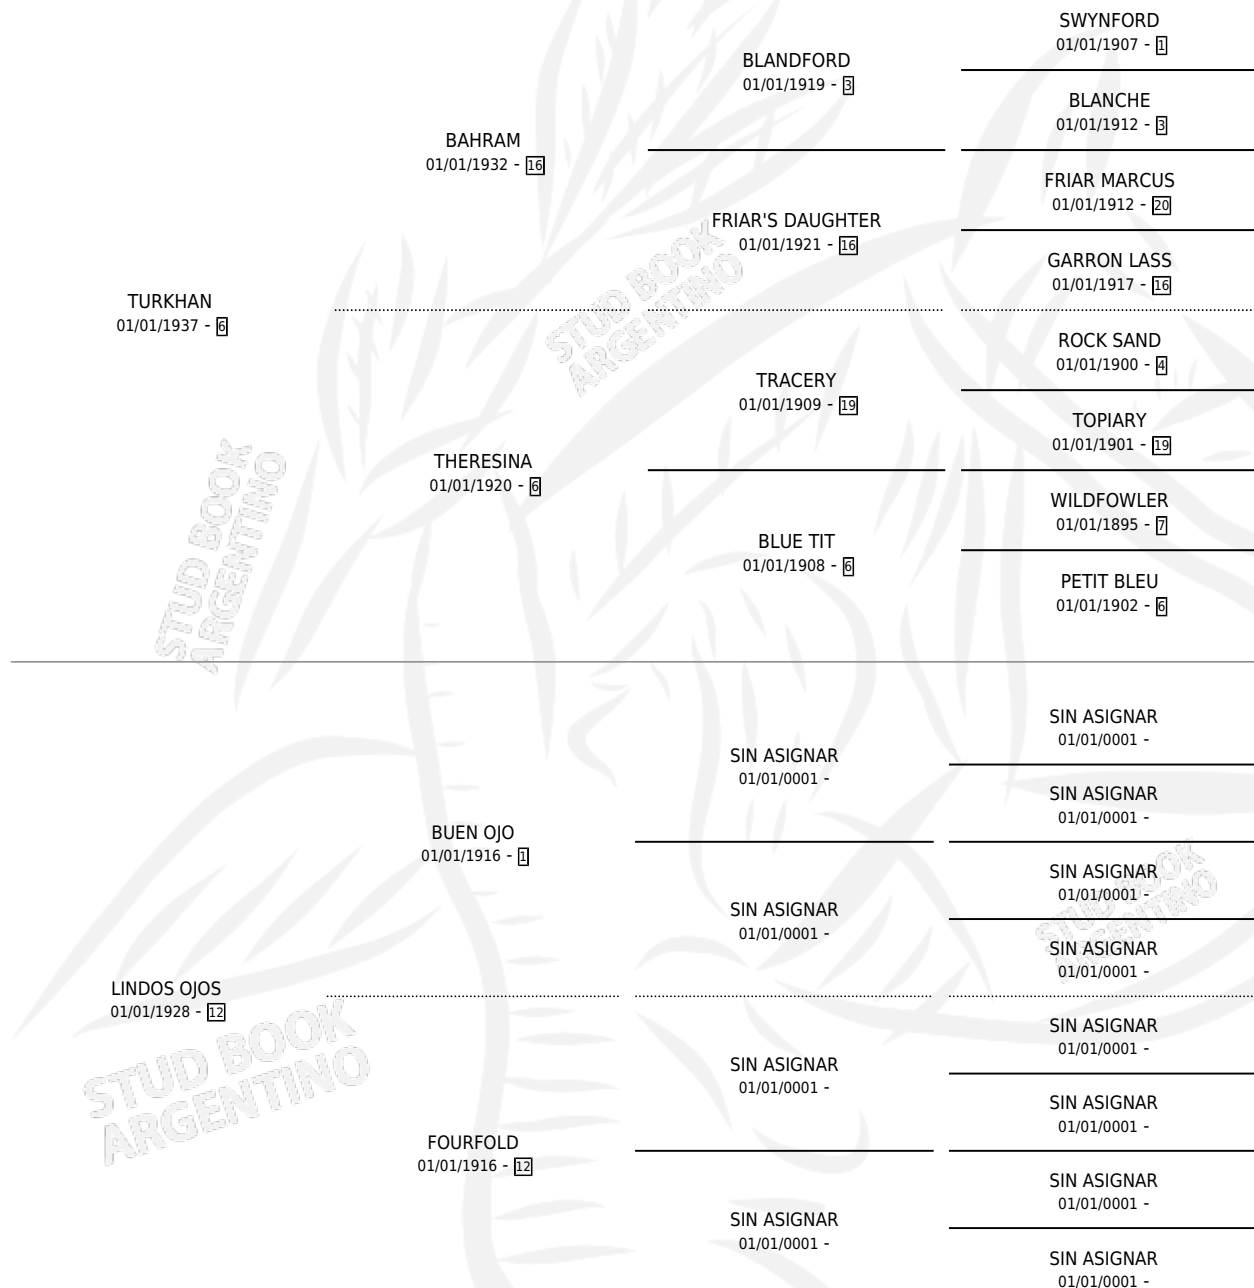 SWYNFORD
01/01/1907 - 1
BLANDFORD
01/01/1919 - 3
BLANCHE
01/01/1912 - 3
BAHRAM
01/01/1932 - 16
FRIAR MARCUS
01/01/1912 - 20
FRIAR'S DAUGHTER
01/01/1921 - 16
GARRON LASS
01/01/1917 - 16
TURKHAN
01/01/1937 - 6
ROCK SAND
01/01/1900 - 4
TRACERY
01/01/1909 - 19
TOPIARY
01/01/1901 - 19
THERESINA
01/01/1920 - 6
WILDFOWLER
01/01/1895 - 7
BLUE TIT
01/01/1908 - 6
PETIT BLEU
01/01/1902 - 6
SIN ASIGNAR
01/01/0001 -
SIN ASIGNAR
01/01/0001 -
SIN ASIGNAR
01/01/0001 -
BUEN OJO
01/01/1916 - 1
SIN ASIGNAR
01/01/0001 -
SIN ASIGNAR
01/01/0001 -
SIN ASIGNAR
01/01/0001 -
LINDOS OJOS
01/01/1928 - 12
SIN ASIGNAR
01/01/0001 -
SIN ASIGNAR
01/01/0001 -
SIN ASIGNAR
01/01/0001 -
FOURFOLD
01/01/1916 - 12
SIN ASIGNAR
01/01/0001 -
SIN ASIGNAR
01/01/0001 -
SIN ASIGNAR
01/01/0001 -
STUD BOOK
ARGENTINO
STUD BOOK
ARGENTINO
STUD BOOK
ARGENTINO
STUD BOOK
ARGENTINO